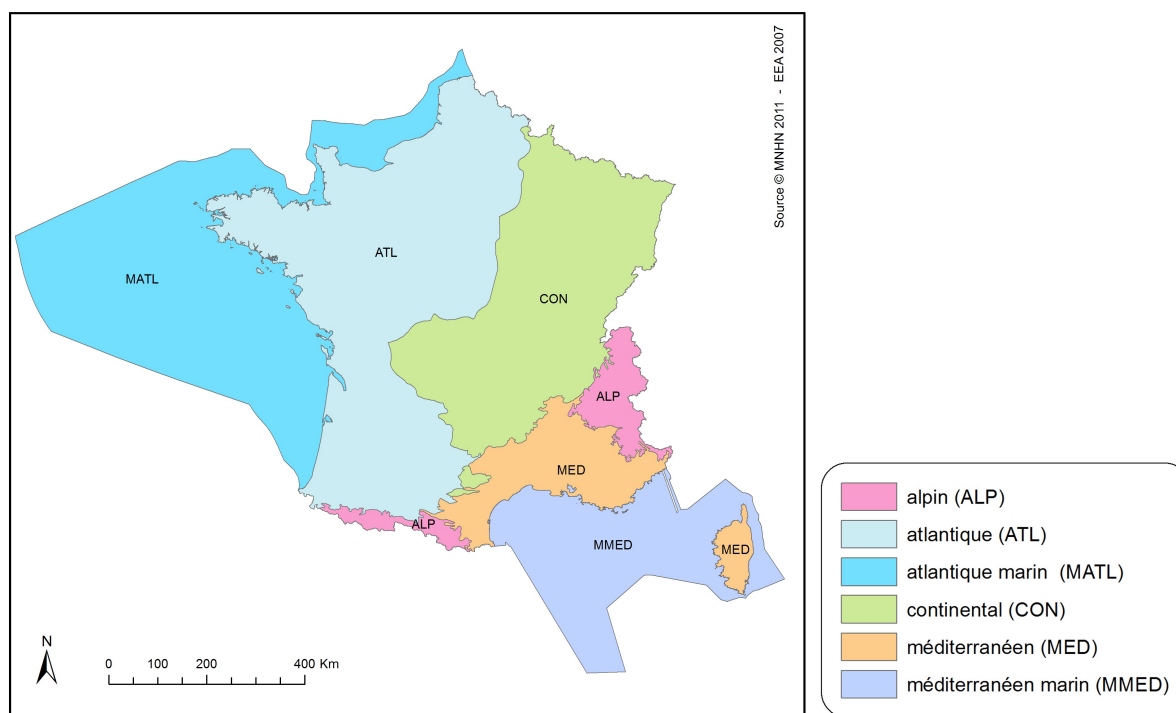 Source © MNHN 2011 - EEA 2007
MATL
ATL
CON
ALP
MED
ALP
MMED
MED
N
0 100 200 400 Km
alpin (ALP)
atlantique (ATL)
atlantique marin (MATL)
continental (CON)
méditerranéen (MED)
méditerranéen marin (MMED)